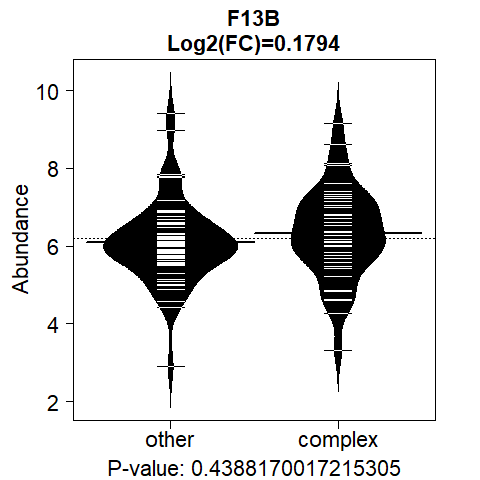 F13B
Log2(FC)=0.1794
Abundance
10
8
6
4
2
other complex
P-value: 0.4388170017215305